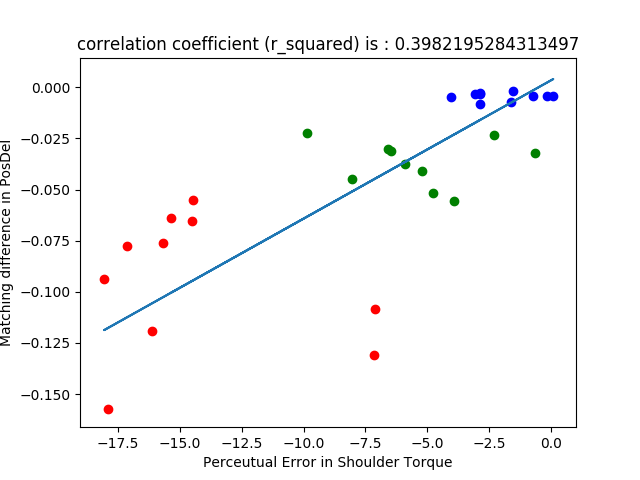 correlation coefficient (r_squared) is : 0.3982195284313497
0.000
−0.025
−0.050
−0.075
−0.100
−0.125
−0.150
Matching difference in PosDel
−17.5 −15.0 −12.5 −10.0 −7.5 −5.0 −2.5 0.0
Perceutual Error in Shoulder Torque